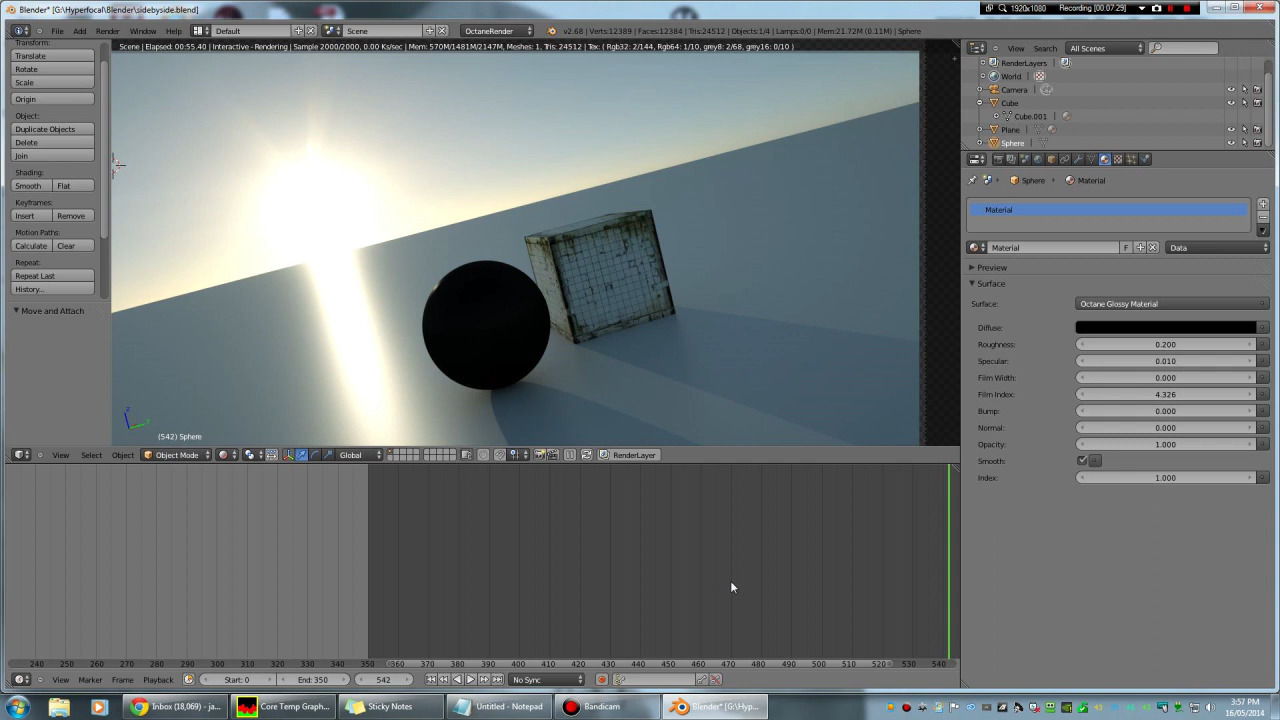 Blender* [G:\Hyperfocal\Blender\sidebyside.blend]
1920x1080 Recording [00:07:29]
File Add Render Window Help Default Scene OctaneRender v2.68 | Verts:12389 | Faces:12384 | Tris:24512 | Objects:1/4 | Lamps:0/0 | Mem:21.72M (0.11M) | Sphere
Scene | Elapsed: 00:55.40 | Interactive - Rendering | Sample 2000/2000, 0.00 Ks/sec | Mem: 570M/1481M/2147M, Meshes: 1, Tris: 24512 | Tex: ( Rgb32: 2/144, Rgb64: 1/10, grey8: 2/68, grey16: 0/10 )
Transform:
Translate
Rotate
Scale
Origin
Object:
Duplicate Objects
Delete
Join
Shading:
Smooth Flat
Keyframes:
Insert Remove
Motion Paths:
Calculate Clear
Repeat:
Repeat Last
History...
Move and Attach
z
y
(542) Sphere
View Select Object Object Mode Global RenderLayer
View Search All Scenes
RenderLayers
World
Camera
Cube
Cube.001
Plane
Sphere
Sphere Material
Material
Material F Data
Preview
Surface
Surface: Octane Glossy Material
Diffuse:
Roughness: 0.200
Specular: 0.010
Film Width: 0.000
Film Index: 4.326
Bump: 0.000
Normal: 0.000
Opacity: 1.000
Smooth:
Index: 1.000
240 250 260 270 280 290 300 310 320 330 340 350 360 370 380 390 400 410 420 430 440 450 460 470 480 490 500 510 520 530 540
View Marker Frame Playback Start: 0 End: 350 542 No Sync
Inbox (18,069) - ja... Core Temp Graph... Sticky Notes Untitled - Notepad Bandicam Blender* [G:\Hyp...
3:57 PM
16/05/2014